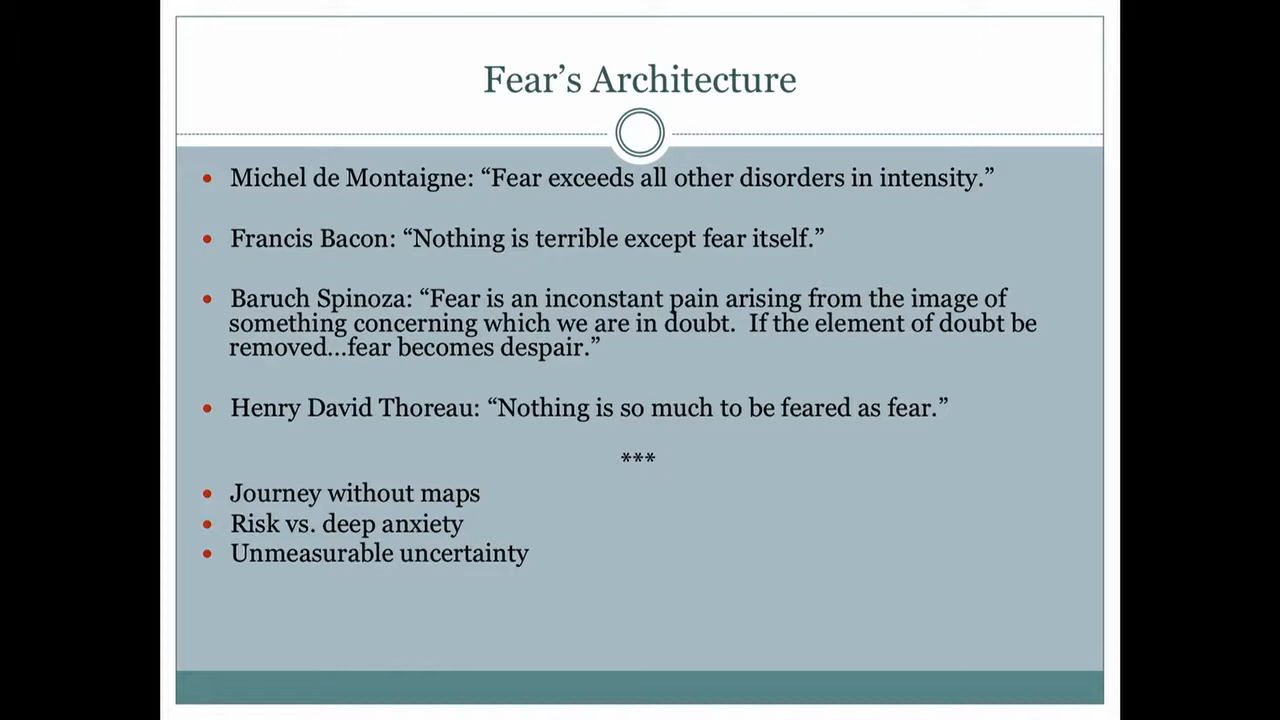 Fear’s Architecture
• Michel de Montaigne: “Fear exceeds all other disorders in intensity.”
• Francis Bacon: “Nothing is terrible except fear itself.”
• Baruch Spinoza: “Fear is an inconstant pain arising from the image of
something concerning which we are in doubt.  If the element of doubt be
removed…fear becomes despair.”
• Henry David Thoreau: “Nothing is so much to be feared as fear.”
***
• Journey without maps
• Risk vs. deep anxiety
• Unmeasurable uncertainty